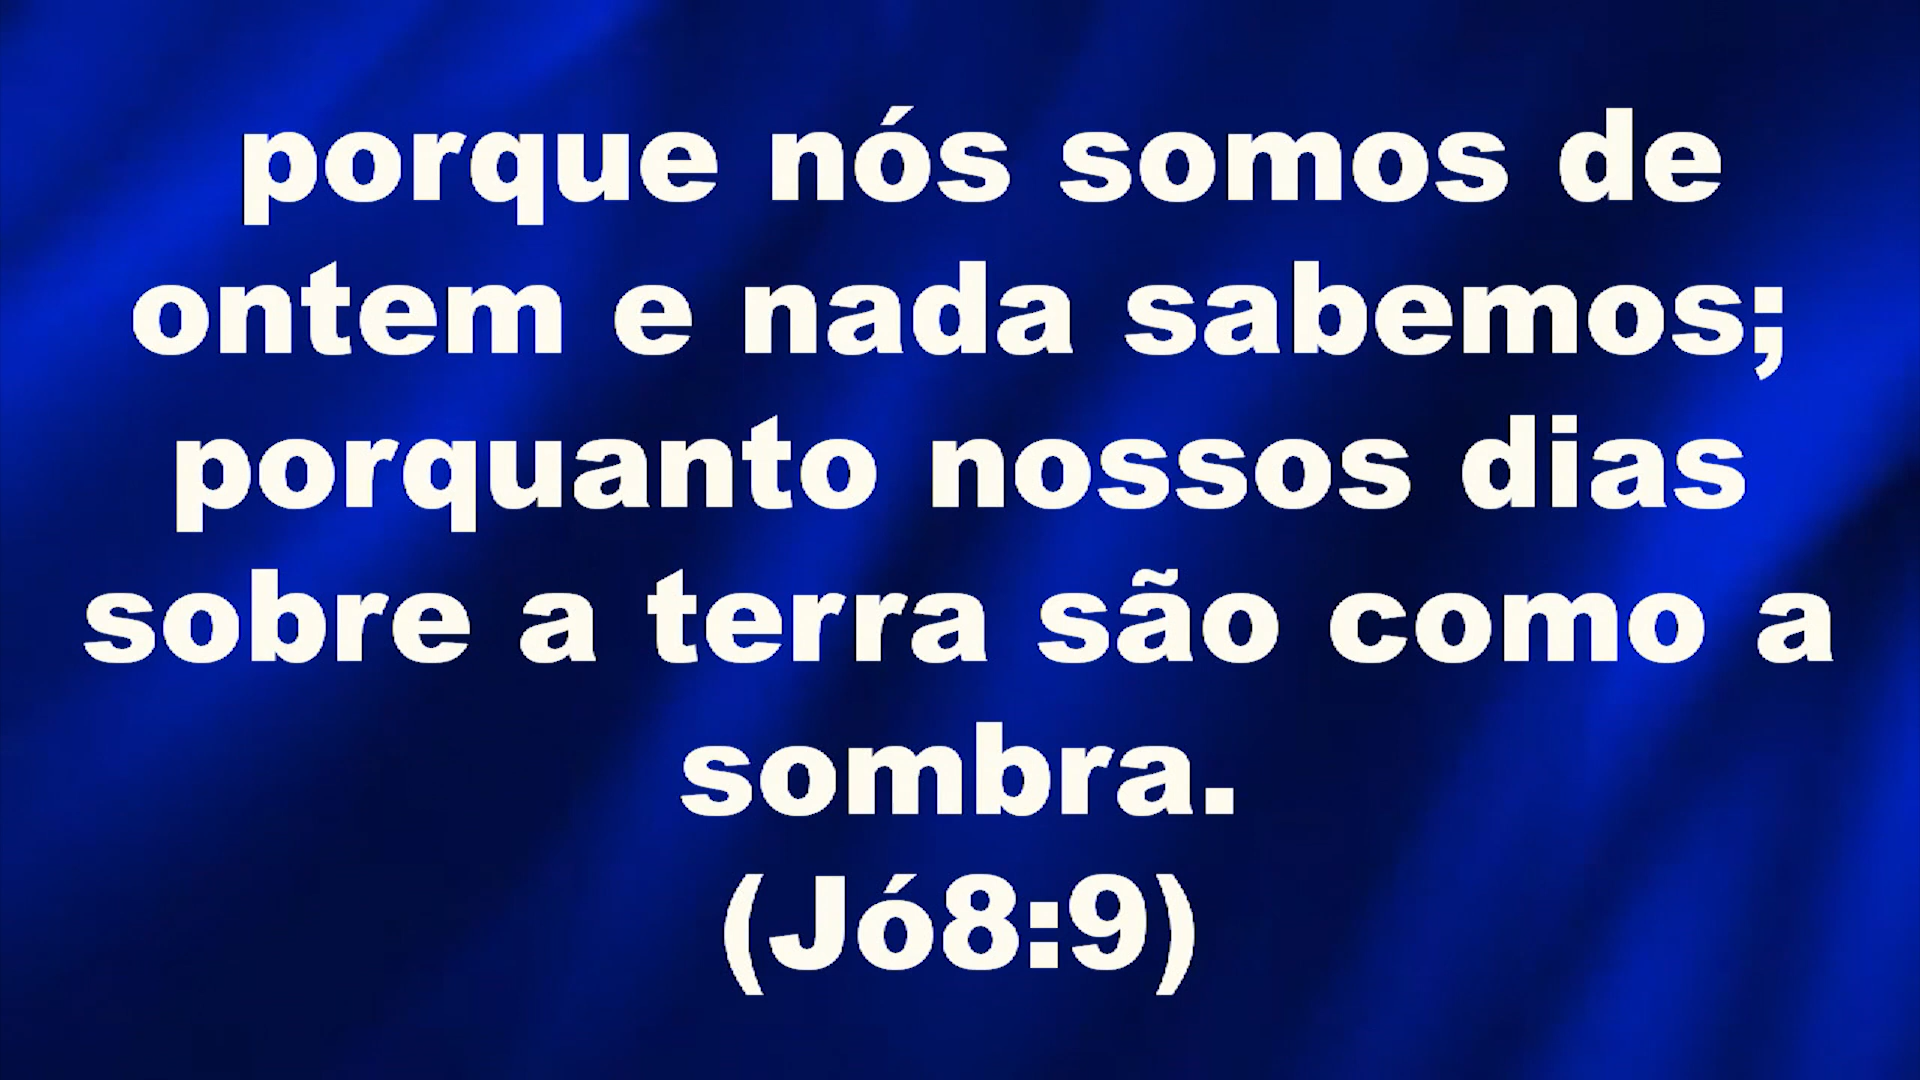 porque nós somos de
ontem e nada sabemos;
porquanto nossos dias
sobre a terra são como a
sombra.
(Jó8:9)